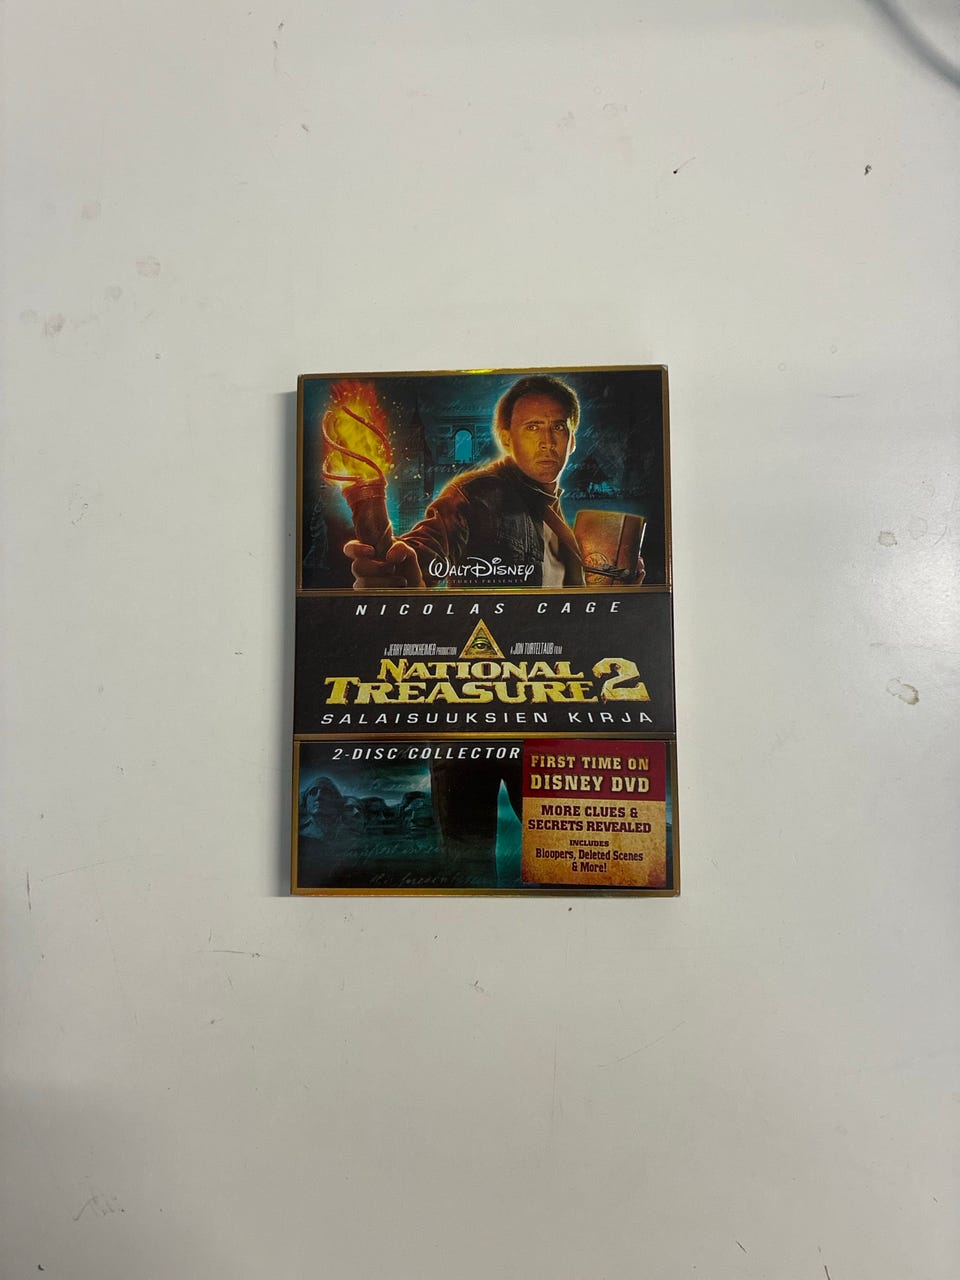 WALT DISNEY
PICTURES PRESENTS
NICOLAS CAGE
A JERRY BRUCKHEIMER PRODUCTION
A JON TURTELTAUB FILM
NATIONAL
TREASURE 2
SALAISUUKSIEN KIRJA
2-DISC COLLECTOR
FIRST TIME ON
DISNEY DVD
MORE CLUES &
SECRETS REVEALED
INCLUDES
Bloopers, Deleted Scenes
& More!